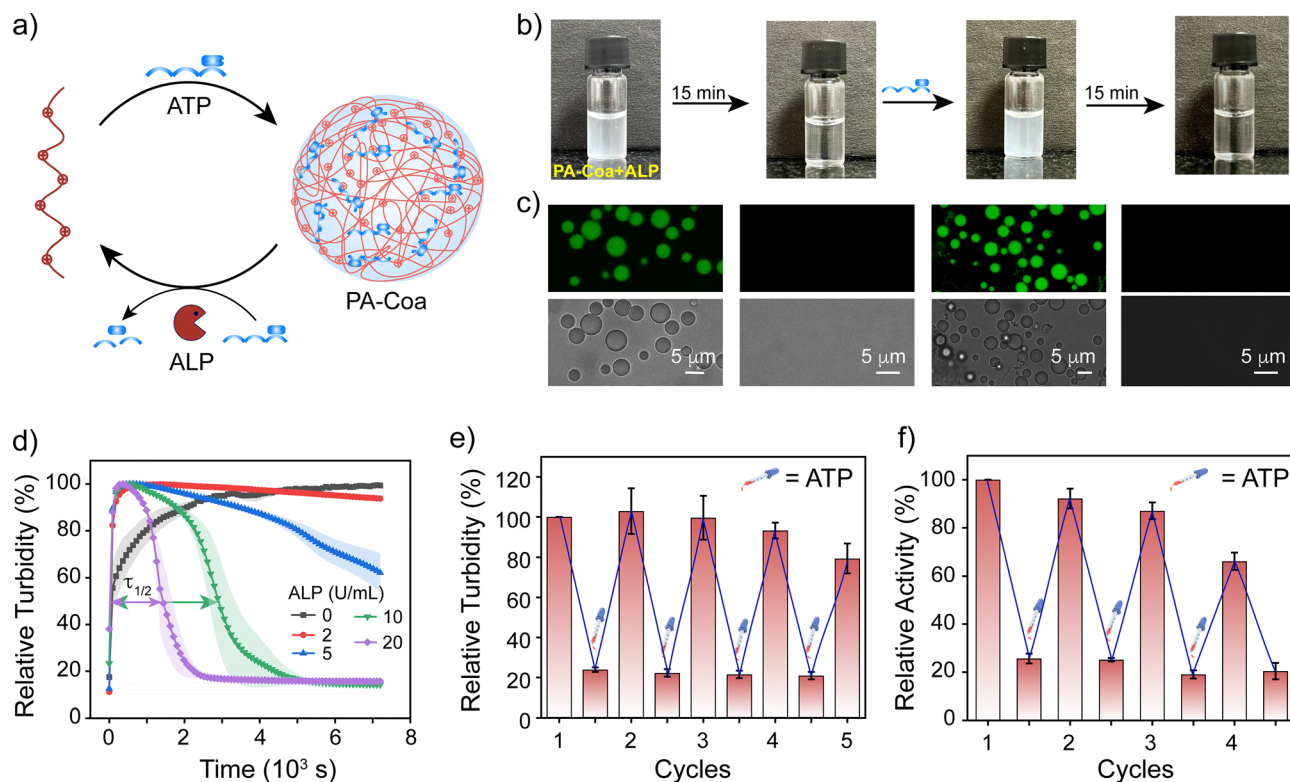 a)
ATP
PA-Coa
ALP
b)
PA-Coa+ALP
15 min
15 min
c)
5 μm
5 μm
5 μm
5 μm
d)
Relative Turbidity (%)
120
100
80
60
40
20
0
τ1/2
ALP (U/mL)
0
2
5
10
20
0 2 4 6 8
Time (10³ s)
e)
Relative Turbidity (%)
120
100
80
60
40
20
0
= ATP
1 2 3 4 5
Cycles
f)
Relative Activity (%)
100
80
60
40
20
0
= ATP
1 2 3 4
Cycles